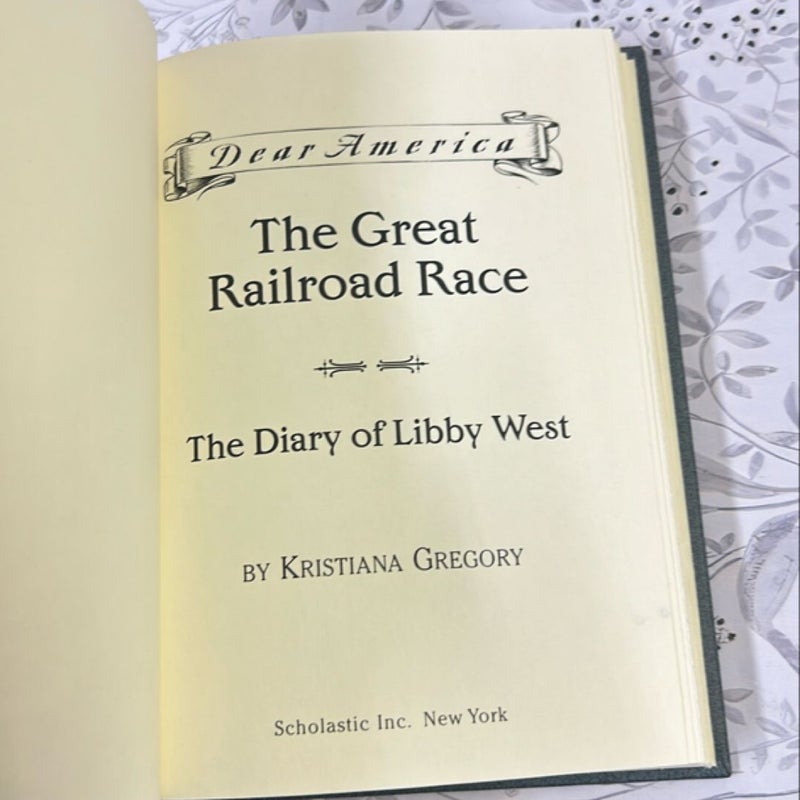 Dear America
The Great
Railroad Race
The Diary of Libby West
BY KRISTIANA GREGORY
Scholastic Inc. New York